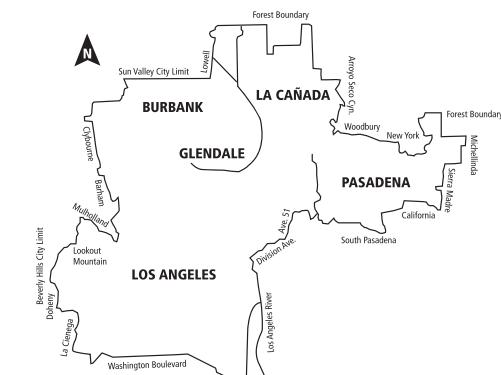 Forest Boundary
N
Lowell
Sun Valley City Limit
Arroyo Seco Cyn.
LA CAÑADA
BURBANK
Forest Boundary
Woodbury
New York
Clybourne
GLENDALE
Michellinda
PASADENA
Sierra Madre
Barham
California
Mulholland
Ave. 51
South Pasadena
Division Ave.
Lookout
Mountain
Beverly Hills City Limit
LOS ANGELES
Doheny
Los Angeles River
La Cienega
Washington Boulevard